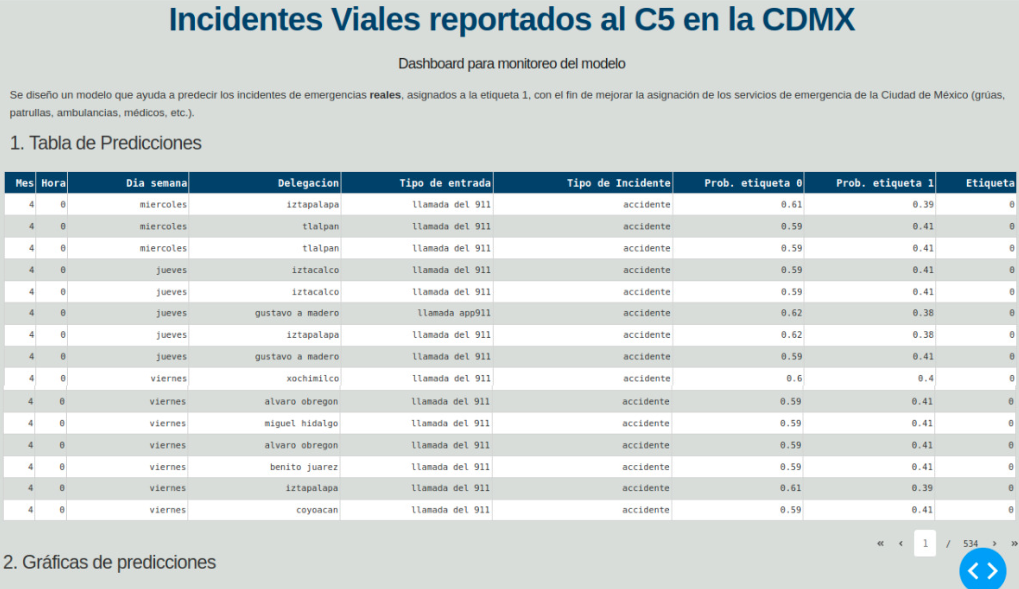 Incidentes Viales reportados al C5 en la CDMX
Dashboard para monitoreo del modelo
Se diseño un modelo que ayuda a predecir los incidentes de emergencias reales, asignados a la etiqueta 1, con el fin de mejorar la asignación de los servicios de emergencia de la Ciudad de México (grúas,
patrullas, ambulancias, médicos, etc.).
1. Tabla de Predicciones
Mes Hora Dia semana Delegacion Tipo de entrada Tipo de Incidente Prob. etiqueta 0 Prob. etiqueta 1 Etiqueta
4 0 miercoles iztapalapa llamada del 911 accidente 0.61 0.39 0
4 0 miercoles tlalpan llamada del 911 accidente 0.59 0.41 0
4 0 miercoles tlalpan llamada del 911 accidente 0.59 0.41 0
4 0 jueves iztacalco llamada del 911 accidente 0.59 0.41 0
4 0 jueves iztacalco llamada del 911 accidente 0.59 0.41 0
4 0 jueves gustavo a madero llamada app911 accidente 0.62 0.38 0
4 0 jueves iztapalapa llamada del 911 accidente 0.62 0.38 0
4 0 jueves gustavo a madero llamada del 911 accidente 0.59 0.41 0
4 0 viernes xochimilco llamada del 911 accidente 0.6 0.4 0
4 0 viernes alvaro obregon llamada del 911 accidente 0.59 0.41 0
4 0 viernes miguel hidalgo llamada del 911 accidente 0.59 0.41 0
4 0 viernes alvaro obregon llamada del 911 accidente 0.59 0.41 0
4 0 viernes benito juarez llamada del 911 accidente 0.59 0.41 0
4 0 viernes iztapalapa llamada del 911 accidente 0.61 0.39 0
4 0 viernes coyoacan llamada del 911 accidente 0.59 0.41 0
« ‹ 1 / 534 › »
2. Gráficas de predicciones